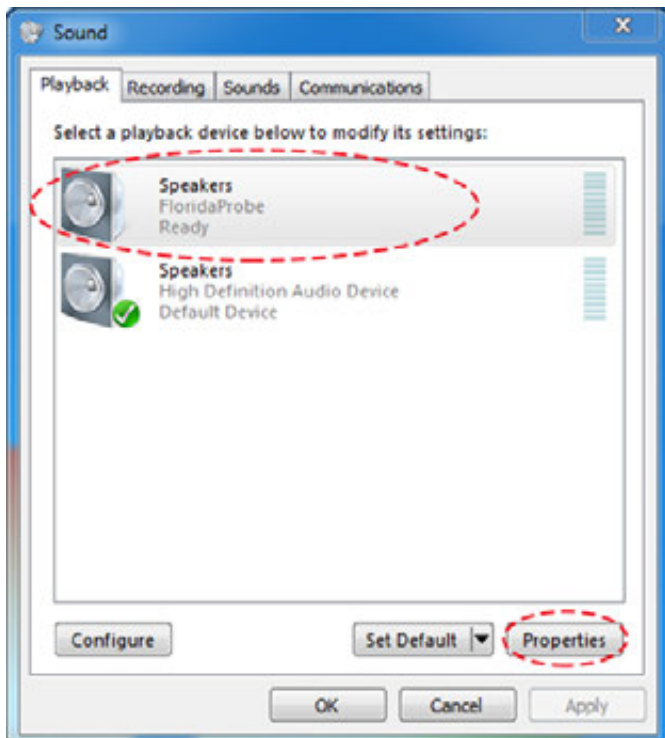 Sound
Playback Recording Sounds Communications
Select a playback device below to modify its settings:
Speakers
FloridaProbe
Ready
Speakers
High Definition Audio Device
Default Device
Configure Set Default Properties
OK Cancel Apply